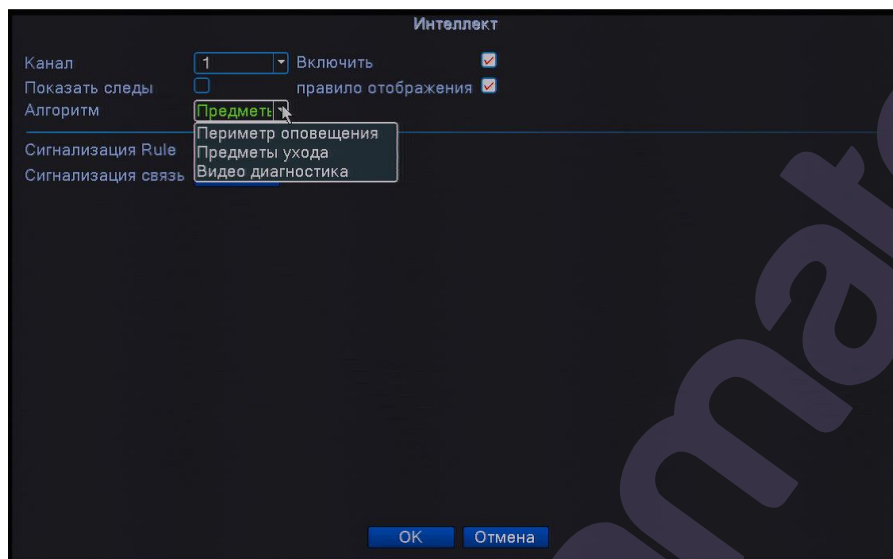 Интеллект
Канал 1 Включить
Показать следы правило отображения
Алгоритм Предметы
Периметр оповещения
Сигнализация Rule Предметы ухода
Сигнализация связь Видео диагностика
OK Отмена